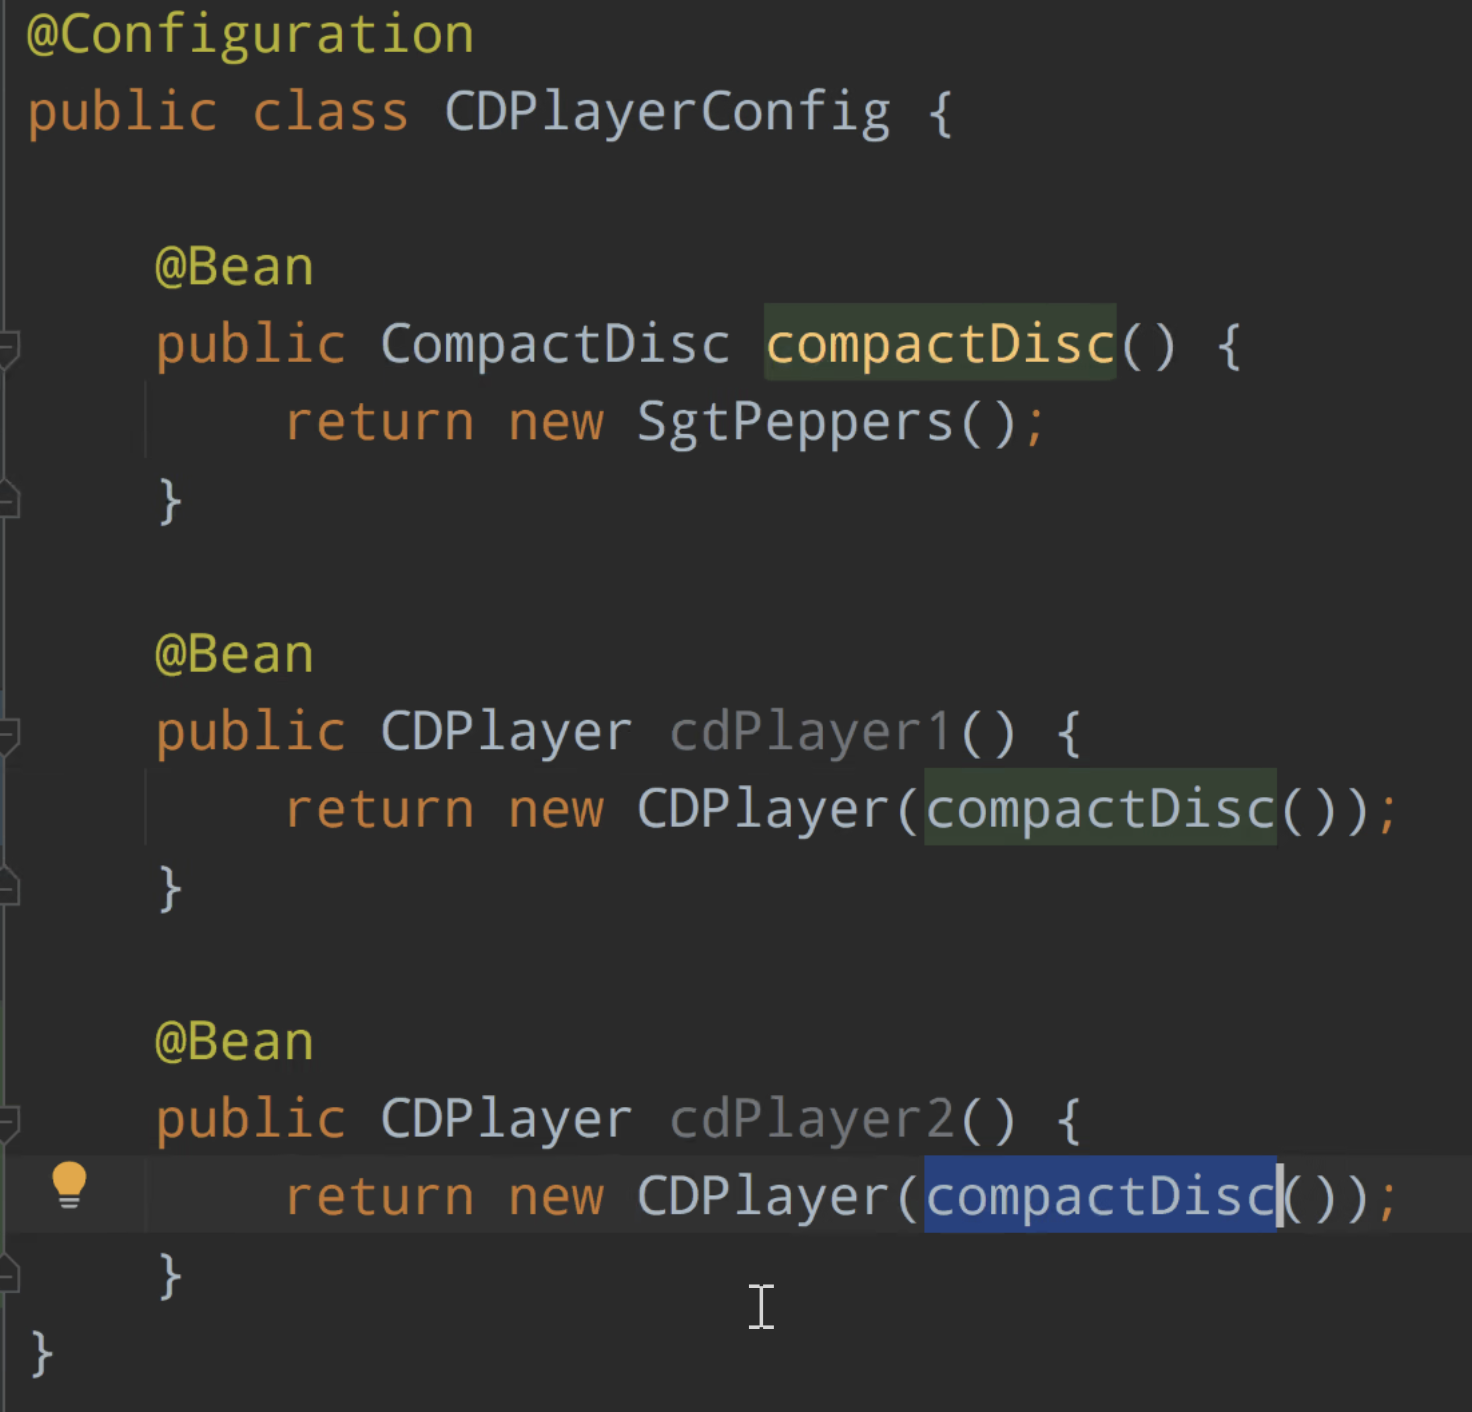 @Configuration
public class CDPlayerConfig {
@Bean
public CompactDisc compactDisc() {
return new SgtPeppers();
}
@Bean
public CDPlayer cdPlayer1() {
return new CDPlayer(compactDisc());
}
@Bean
public CDPlayer cdPlayer2() {
return new CDPlayer(compactDisc());
}
}